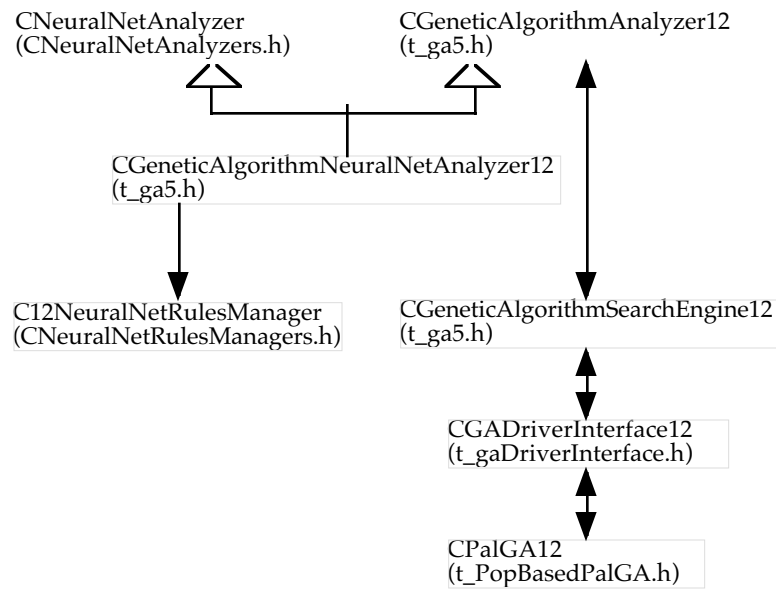 CNeuralNetAnalyzer
(CNeuralNetAnalyzers.h)
CGeneticAlgorithmAnalyzer12
(t_ga5.h)
CGeneticAlgorithmNeuralNetAnalyzer12
(t_ga5.h)
C12NeuralNetRulesManager
(CNeuralNetRulesManagers.h)
CGeneticAlgorithmSearchEngine12
(t_ga5.h)
CGADriverInterface12
(t_gaDriverInterface.h)
CPalGA12
(t_PopBasedPalGA.h)